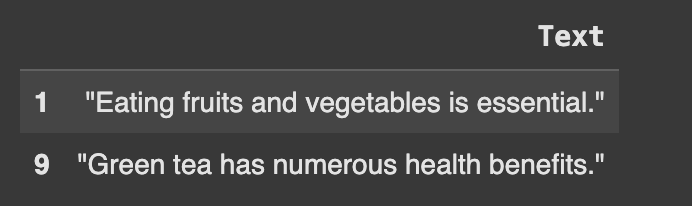 Text
1 "Eating fruits and vegetables is essential."
9 "Green tea has numerous health benefits."